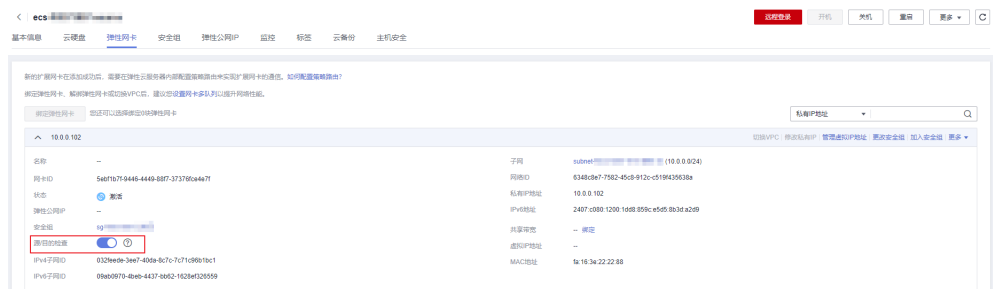 ecs
远程登录 开机 关机 重启 更多 C
基本信息 云硬盘 弹性网卡 安全组 弹性公网IP 监控 标签 云备份 主机安全
新的扩展网卡在添加成功后，需要在弹性云服务器内部配置策略路由来实现扩展网卡的通信。如何配置策略路由?
绑定弹性网卡、解绑弹性网卡或切换VPC后，建议您设置网卡多队列以提升网络性能。
绑定弹性网卡 您还可以选择绑定0块弹性网卡
私有IP地址
10.0.0.102 切换VPC 修改私有IP 管理虚拟IP地址 更改安全组 加入安全组 更多
名称 --
网卡ID 5ebf1b7f-9446-4449-88f7-37376fce4e7f
状态 激活
弹性公网IP --
安全组 sg
源/目的检查 ?
IPv4子网ID 032feede-3ee7-40da-8c7c-7c71c96b1bc1
IPv6子网ID 09ab0970-4beb-4437-bb62-1628ef326559
子网 subnet (10.0.0.0/24)
网络ID 6348c8e7-7582-45c8-912c-c519f435638a
私有IP地址 10.0.0.102
IPv6地址 2407:c080:1200:1dd8:859c:e5d5:8b3d:a2d9
共享带宽 -- 绑定
虚拟IP地址 --
MAC地址 fa:16:3e:22:22:88